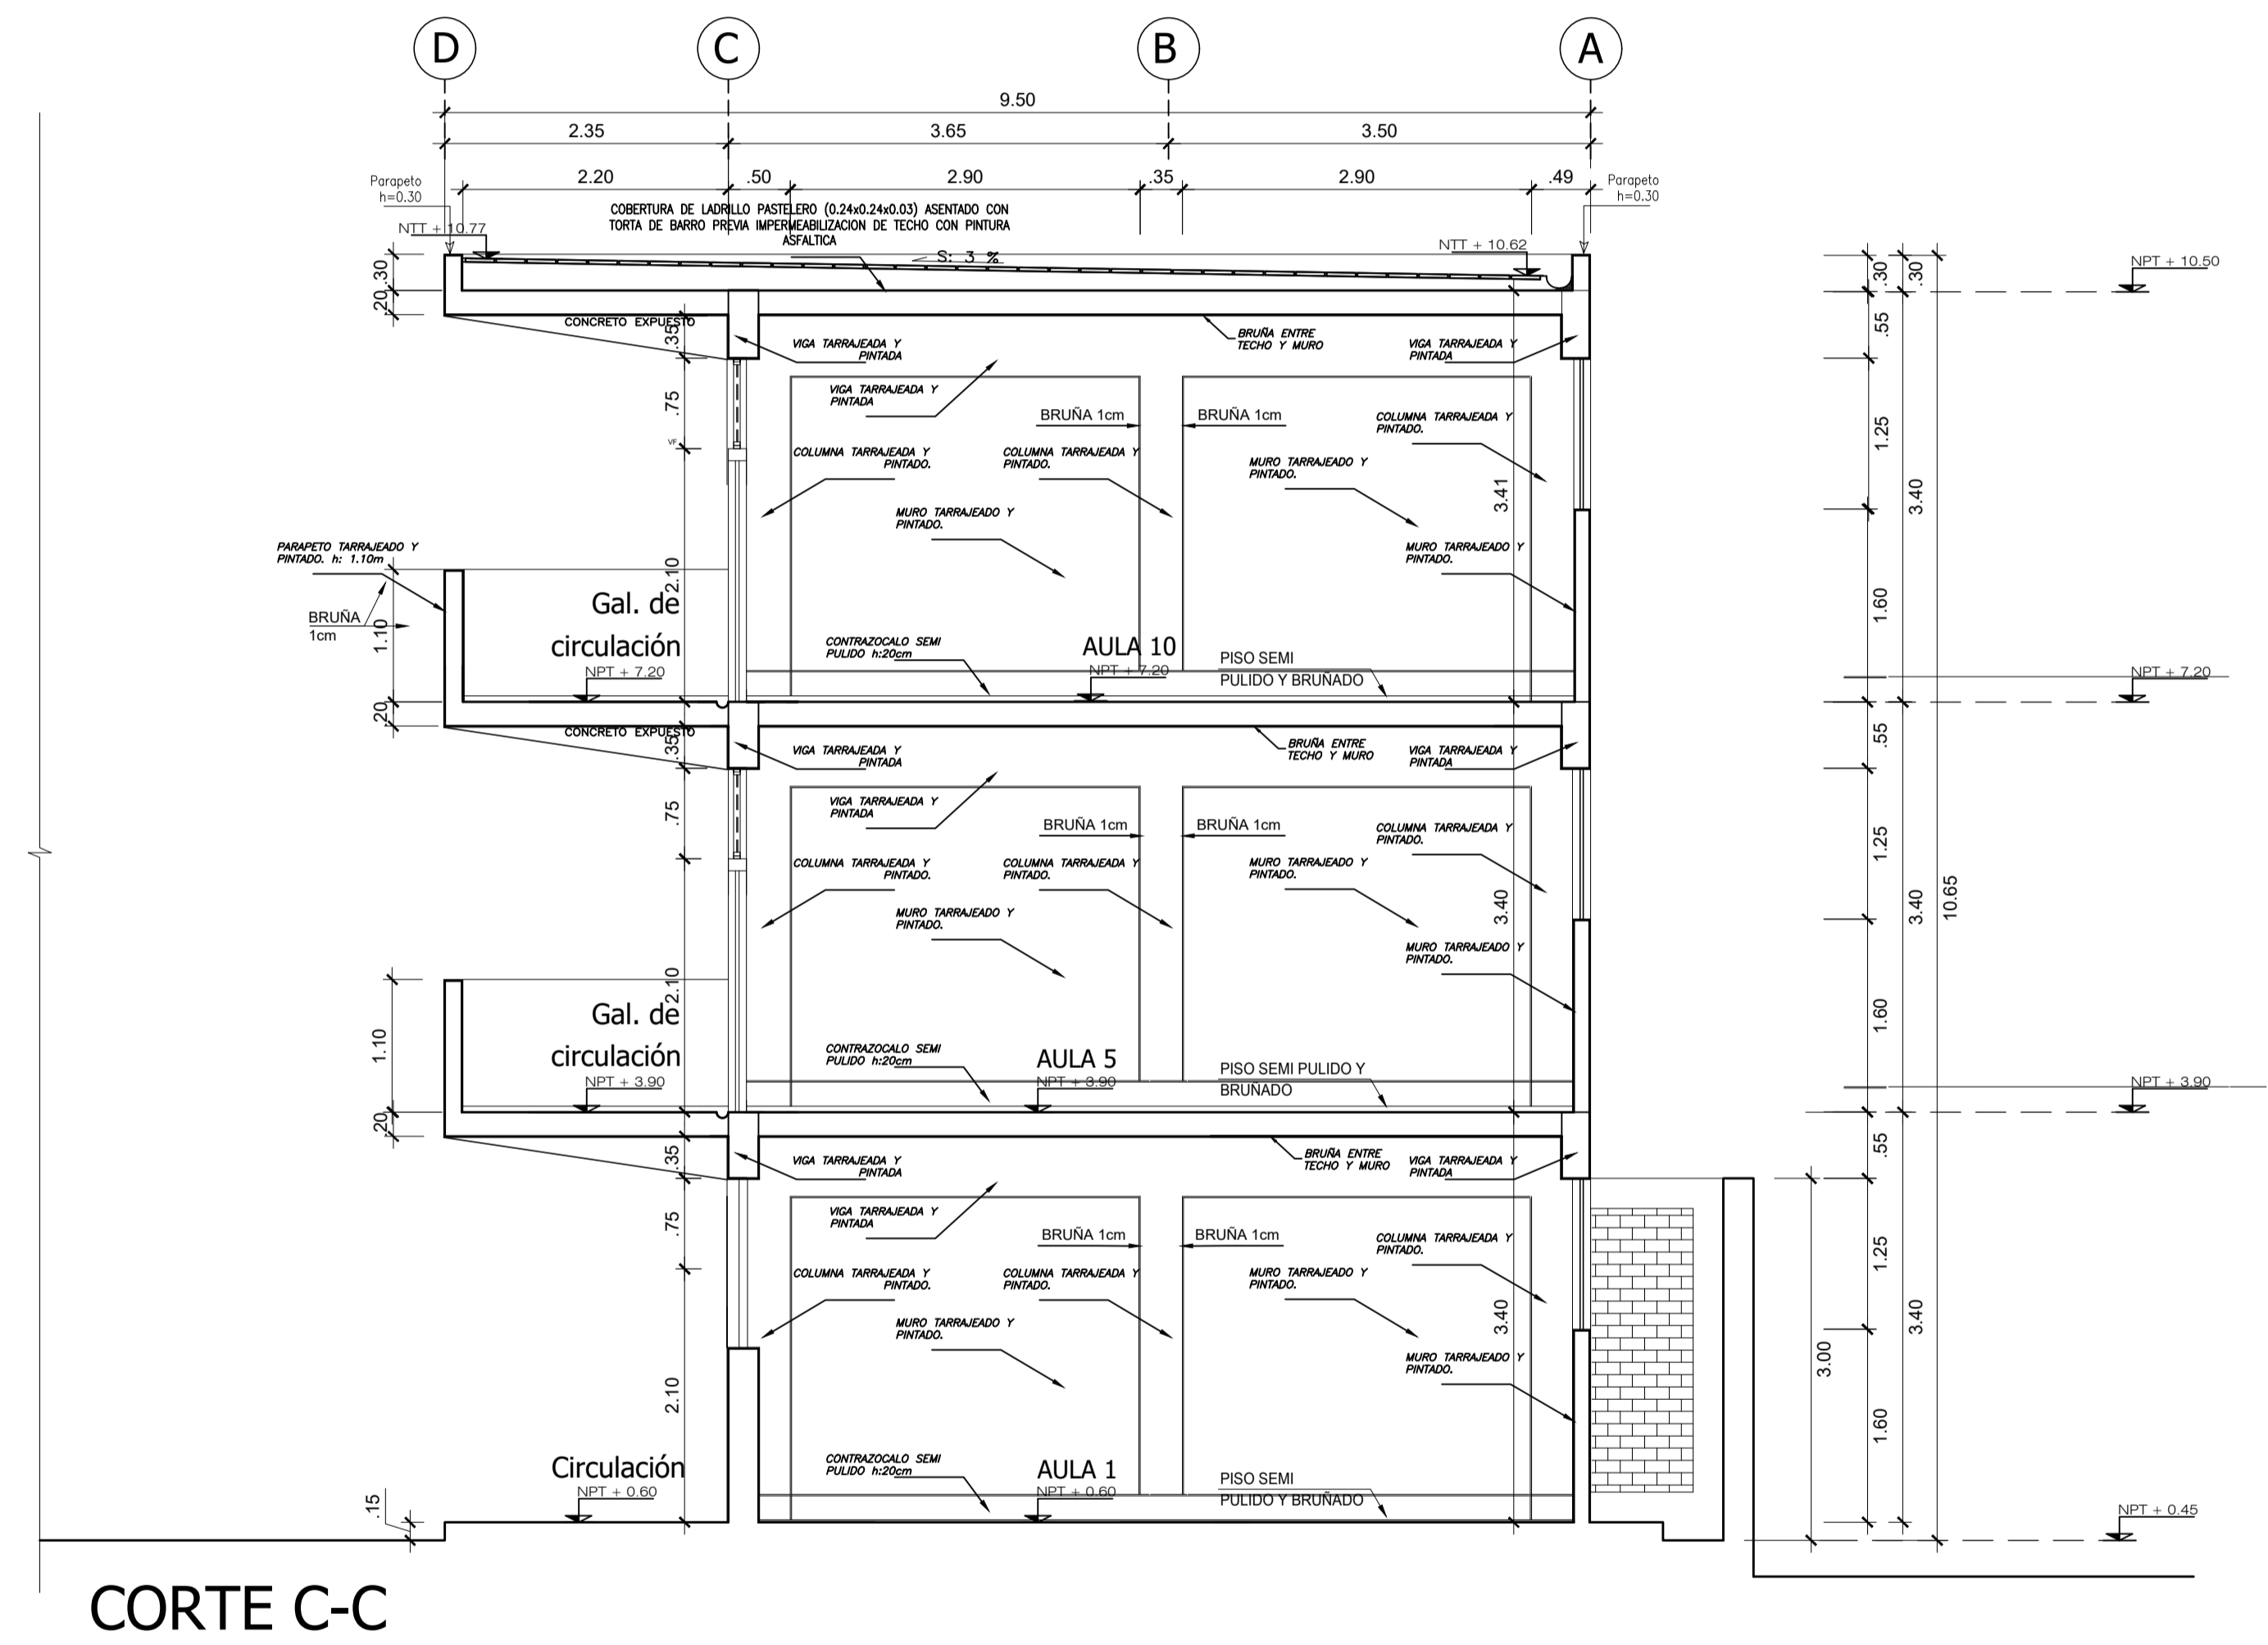 D
C
B
A
9.50
2.35
3.65
3.50
2.20
.50
2.90
.35
2.90
.49
Parapeto
h=0.30
Parapeto
h=0.30
COBERTURA DE LADRILLO PASTELERO (0.24x0.24x0.03) ASENTADO CON
TORTA DE BARRO PREVIA IMPERMEABILIZACION DE TECHO CON PINTURA
ASFALTICA
NTT + 10.77
NTT + 10.62
S: 3 %
NPT + 10.50
.30
.20
.30
.30
CONCRETO EXPUESTO
.35
.55
VIGA TARRAJEADA Y
PINTADA
BRUÑA ENTRE
TECHO Y MURO
VIGA TARRAJEADA Y
PINTADA
VIGA TARRAJEADA Y
PINTADA
.75
VF
BRUÑA 1cm
BRUÑA 1cm
COLUMNA TARRAJEADA Y
PINTADO.
1.25
COLUMNA TARRAJEADA Y
PINTADO.
COLUMNA TARRAJEADA Y
PINTADO.
MURO TARRAJEADO Y
PINTADO.
3.41
3.40
MURO TARRAJEADO Y
PINTADO.
PARAPETO TARRAJEADO Y
PINTADO. h: 1.10m
MURO TARRAJEADO Y
PINTADO.
2.10
1.60
BRUÑA
1cm
1.10
Gal. de
circulación
NPT + 7.20
CONTRAZOCALO SEMI
PULIDO h:20cm
AULA 10
NPT + 7.20
PISO SEMI
PULIDO Y BRUÑADO
NPT + 7.20
.20
CONCRETO EXPUESTO
.35
.55
VIGA TARRAJEADA Y
PINTADA
BRUÑA ENTRE
TECHO Y MURO
VIGA TARRAJEADA Y
PINTADA
VIGA TARRAJEADA Y
PINTADA
.75
BRUÑA 1cm
BRUÑA 1cm
COLUMNA TARRAJEADA Y
PINTADO.
1.25
COLUMNA TARRAJEADA Y
PINTADO.
COLUMNA TARRAJEADA Y
PINTADO.
MURO TARRAJEADO Y
PINTADO.
3.40
3.40
10.65
MURO TARRAJEADO Y
PINTADO.
MURO TARRAJEADO Y
PINTADO.
2.10
1.60
1.10
Gal. de
circulación
NPT + 3.90
CONTRAZOCALO SEMI
PULIDO h:20cm
AULA 5
NPT + 3.90
PISO SEMI PULIDO Y
BRUÑADO
NPT + 3.90
.20
.35
.55
VIGA TARRAJEADA Y
PINTADA
BRUÑA ENTRE
TECHO Y MURO
VIGA TARRAJEADA Y
PINTADA
VIGA TARRAJEADA Y
PINTADA
.75
BRUÑA 1cm
BRUÑA 1cm
COLUMNA TARRAJEADA Y
PINTADO.
1.25
COLUMNA TARRAJEADA Y
PINTADO.
COLUMNA TARRAJEADA Y
PINTADO.
MURO TARRAJEADO Y
PINTADO.
3.40
3.40
MURO TARRAJEADO Y
PINTADO.
MURO TARRAJEADO Y
PINTADO.
3.00
2.10
1.60
Circulación
NPT + 0.60
CONTRAZOCALO SEMI
PULIDO h:20cm
AULA 1
NPT + 0.60
PISO SEMI
PULIDO Y BRUÑADO
.15
NPT + 0.45
CORTE C-C